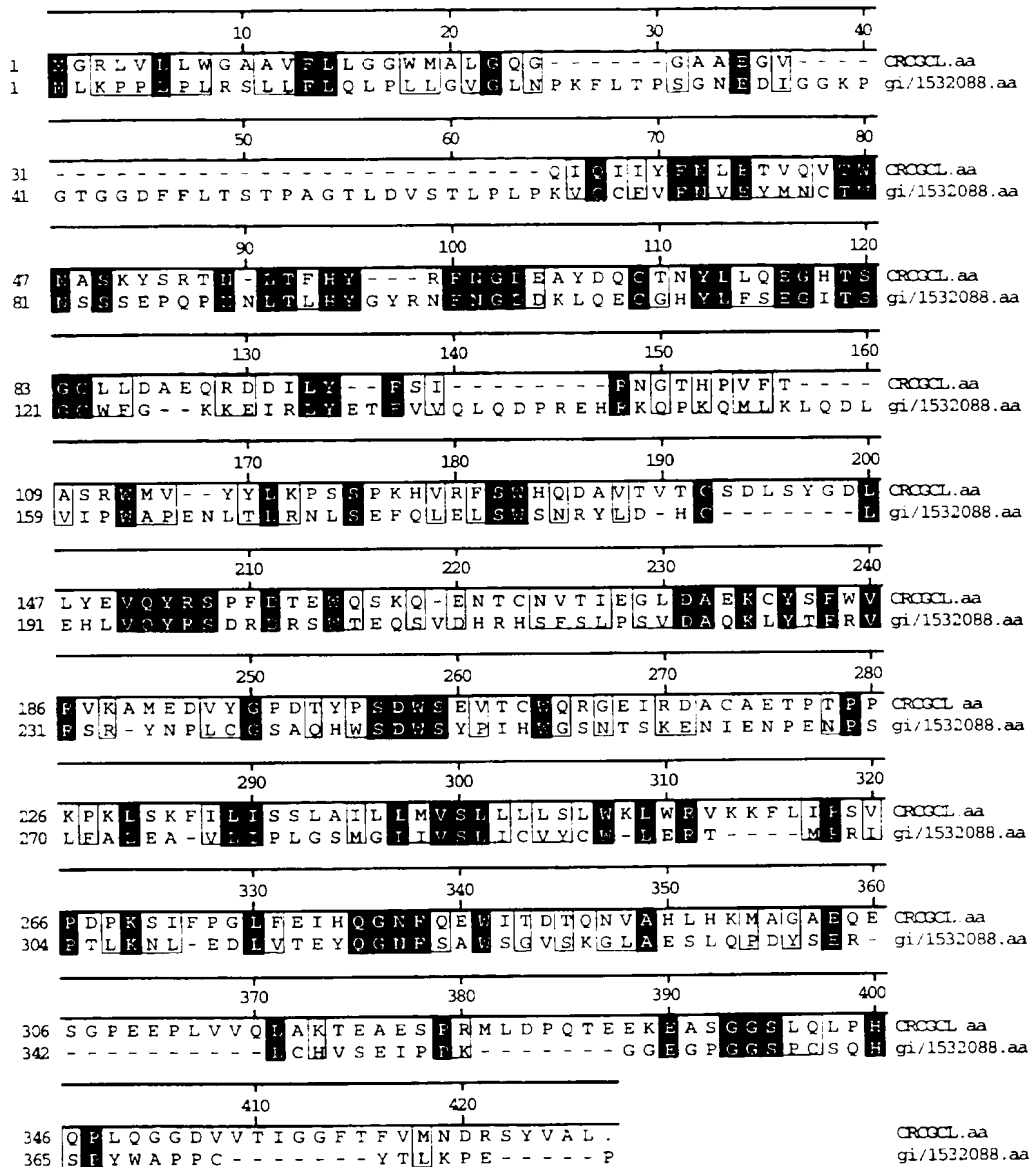 10 20 30 40
1 M G R L V L L W G A A V F L L G G W M A L G Q G - - - - - - G A A E G V - - - - CRCGCL.aa
1 M L K P P L P L R S L L F L Q L P L L G V G L N P K F L T P S G N E D I G G K P gi/1532088.aa
50 60 70 80
31 - - - - - - - - - - - - - - - - - - - - - - - - Q I Q I I Y F N L E T V Q V T W CRCGCL.aa
41 G T G G D F F L T S T P A G T L D V S T L P L P K V Q C F V F N V E Y M N C T W gi/1532088.aa
90 100 110 120
47 N A S K Y S R T N - L T F H Y - - - R F N G D E A Y D Q C T N Y L L Q E G H T S CRCGCL.aa
81 N S S S E P Q P N N L T L H Y G Y R N F N G D D K L Q E C G H Y L F S E G I T S gi/1532088.aa
130 140 150 160
83 G C L L D A E Q R D D I L Y - - F S I - - - - - - - - R N G T H P V F T - - - - CRCGCL.aa
121 G C W F G - - K K E I R L Y E T F V V Q L Q D P R E H R K Q P K Q M L K L Q D L gi/1532088.aa
170 180 190 200
109 A S R W M V - - Y Y L K P S S P K H V R F S W H Q D A V T V T C S D L S Y G D L CRCGCL.aa
159 V I P W A P E N L T L R N L S E F Q L E L S W S N R Y L D - H C - - - - - - - L gi/1532088.aa
210 220 230 240
147 L Y E V Q Y R S P F D T E W Q S K Q - E N T C N V T I E G L D A E K C Y S F W V CRCGCL.aa
191 E H L V Q Y R S D R D R S W T E Q S V D H R H S F S L P S V D A Q K L Y T F R V gi/1532088.aa
250 260 270 280
186 R V K A M E D V Y G P D T Y P S D W S E V T C W Q R G E I R D A C A E T P T P P CRCGCL aa
231 R S R - Y N P L C G S A Q H W S D W S Y P I H W G S N T S K E N I E N P E N P S gi/1532088.aa
290 300 310 320
226 K P K L S K F I L I S S L A I L L M V S L L L L S L W K L W R V K K F L I P S V CRCGCL.aa
270 L F A L E A - V L I P L G S M G L I V S L I C V Y C W - L E R T - - - - M P R I gi/1532088.aa
330 340 350 360
266 P D P K S I F P G L F E I H Q G N F Q E W I T D T Q N V A H L H K M A G A E Q E CRCGCL.aa
304 P T L K N L - E D L V T E Y Q G N F S A W S G V S K G L A E S L Q P D Y S E R - gi/1532088.aa
370 380 390 400
306 S G P E E P L V V Q L A K T E A E S P R M L D P Q T E E K E A S G G S L Q L P H CRCGCL.aa
342 - - - - - - - - - - L C H V S E I P P K - - - - - - - G G E G P G G S P C S Q H gi/1532088.aa
410 420
346 Q P L Q G G D V V T I G G F T F V M N D R S Y V A L . CRCGCL.aa
365 S P Y W A P P C - - - - - - - Y T L K P E - - - - P gi/1532088.aa